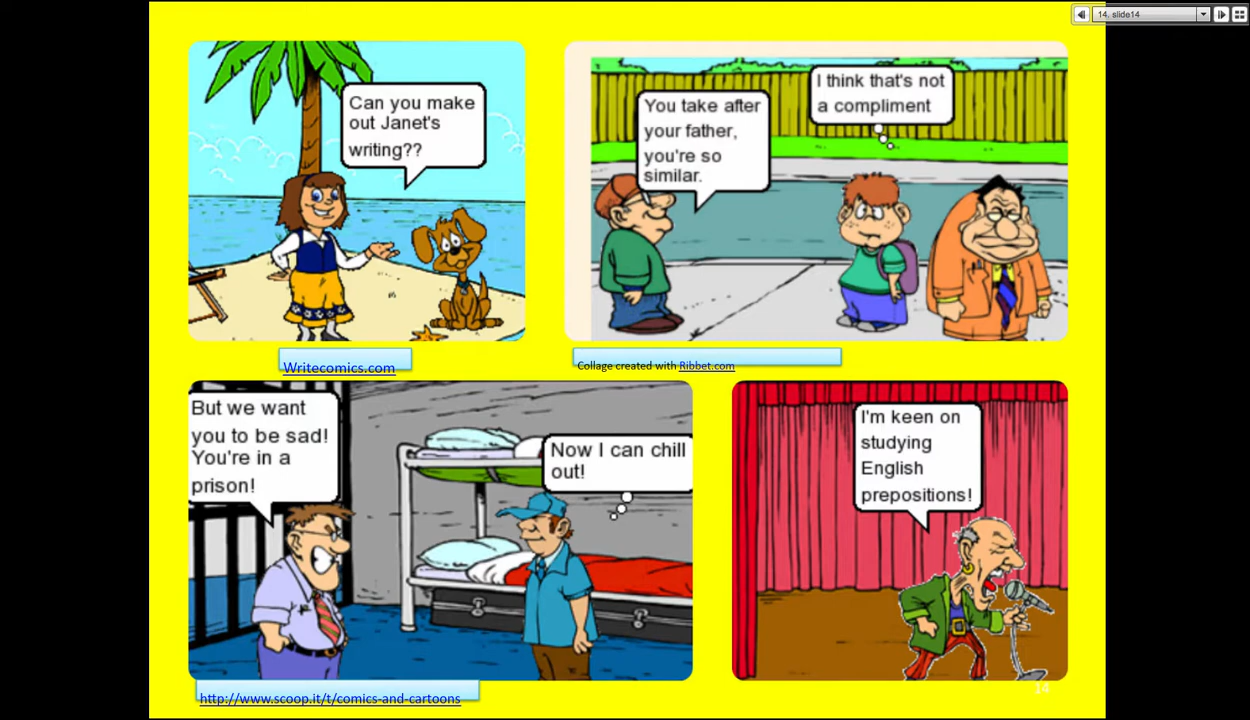 14. slide14
Can you make
out Janet's
writing??
You take after
your father,
you're so
similar.
I think that's not
a compliment
Writecomics.com
Collage created with Ribbet.com
But we want
you to be sad!
You're in a
prison!
Now I can chill
out!
I'm keen on
studying
English
prepositions!
http://www.scoop.it/t/comics-and-cartoons
14